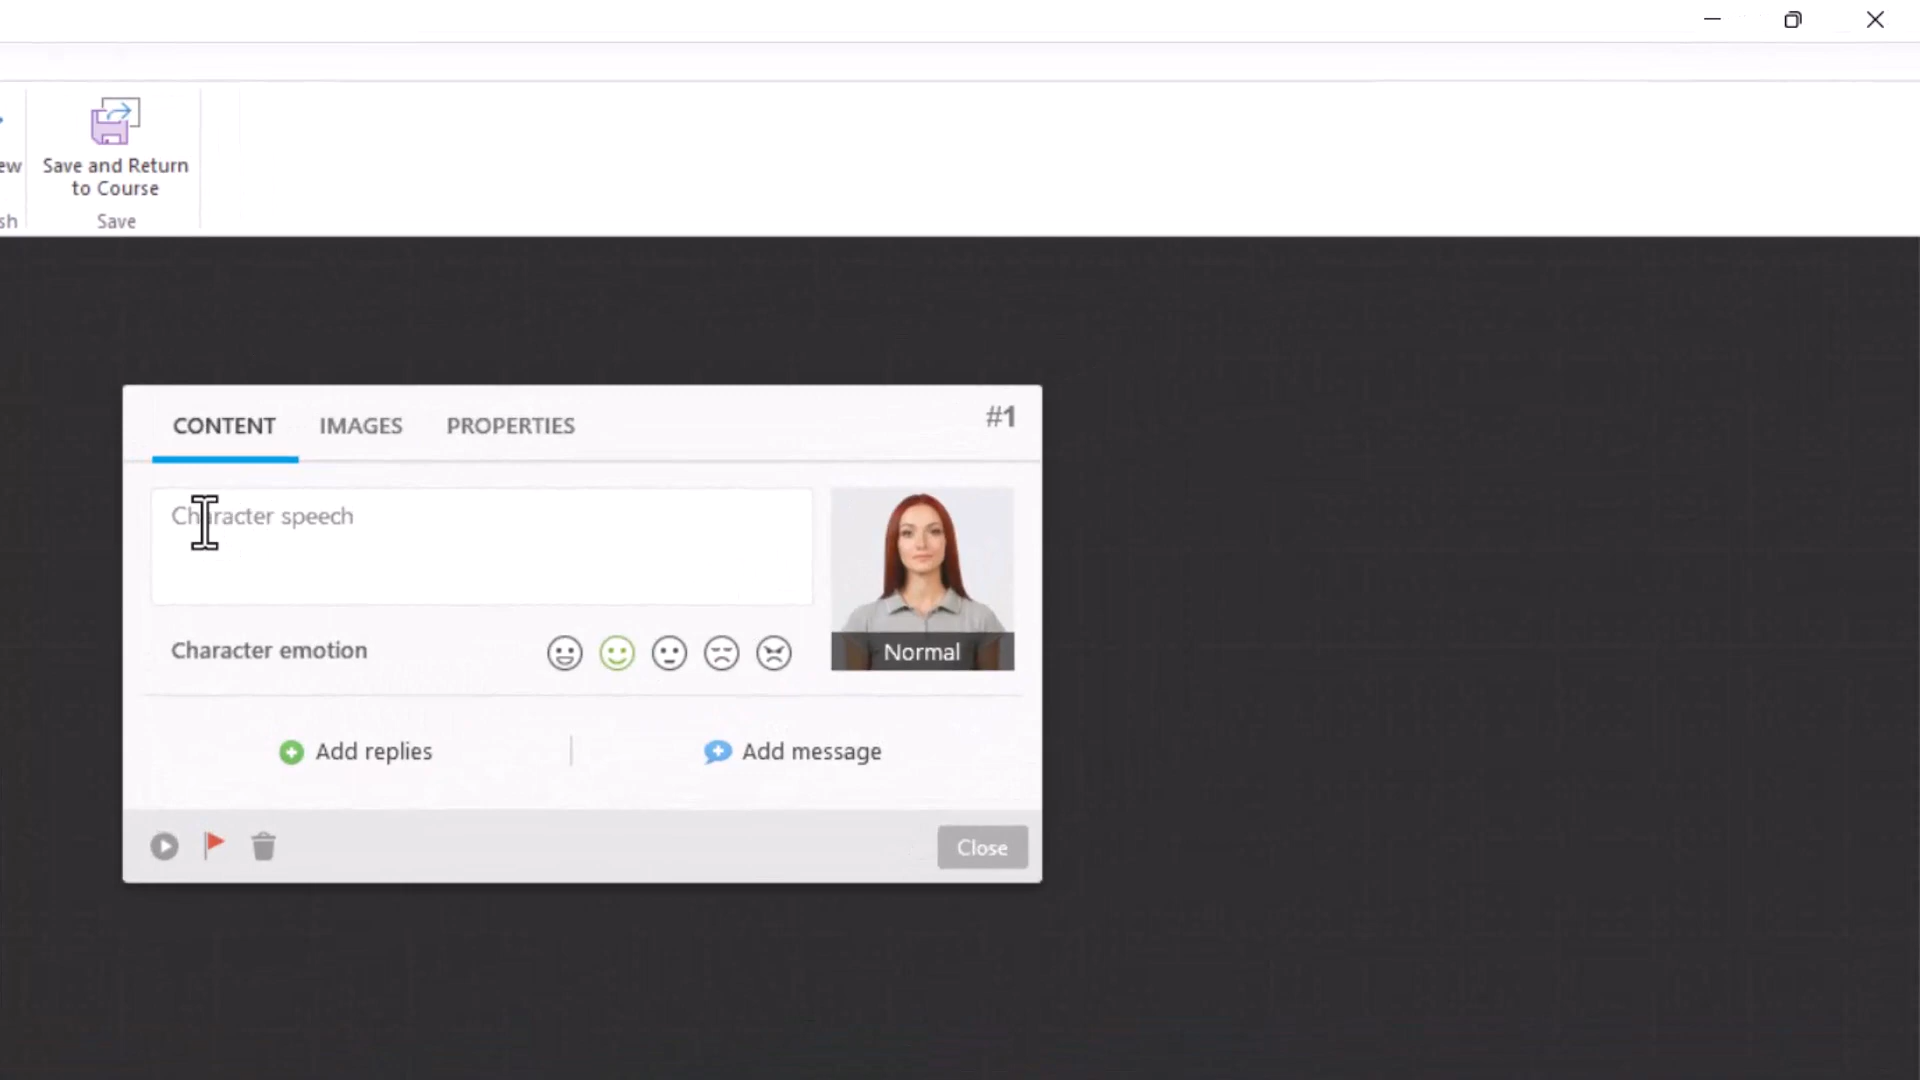 ew
Save and Return
to Course
sh
Save
CONTENT
IMAGES
PROPERTIES
#1
Character speech
Character emotion
Normal
Add replies
Add message
Close